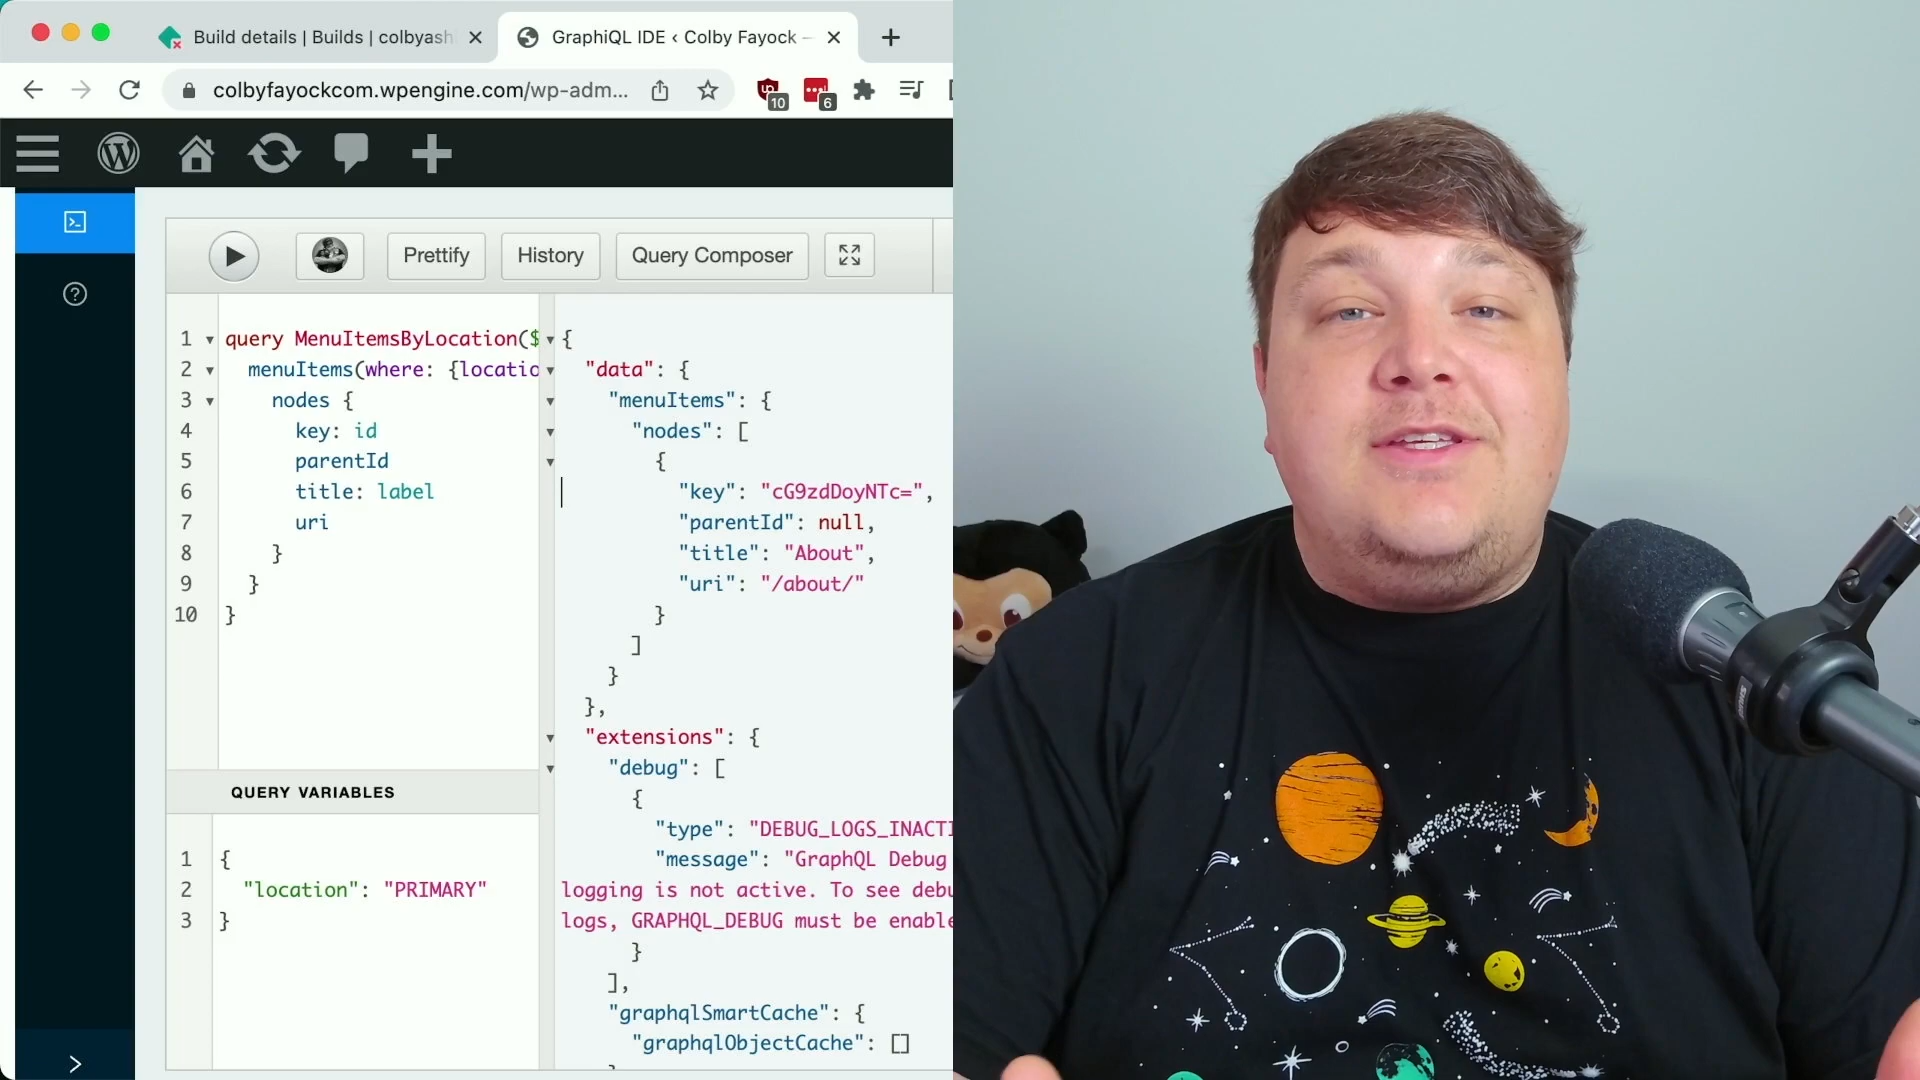 Build details | Builds | colbyash
GraphiQL IDE ‹ Colby Fayock —
colbyfayockcom.wpengine.com/wp-adm...
10
6
Prettify
History
Query Composer
1 query MenuItemsByLocation($
2 menuItems(where: {locatio
3 nodes {
4 key: id
5 parentId
6 title: label
7 uri
8 }
9 }
10 }
QUERY VARIABLES
1 {
2 "location": "PRIMARY"
3 }
{
"data": {
"menuItems": {
"nodes": [
{
"key": "cG9zdDoyNTc=",
"parentId": null,
"title": "About",
"uri": "/about/"
}
]
}
},
"extensions": {
"debug": [
{
"type": "DEBUG_LOGS_INACTI
"message": "GraphQL Debug
logging is not active. To see debu
logs, GRAPHQL_DEBUG must be enable
}
],
"graphqlSmartCache": {
"graphqlObjectCache": []
SHURE